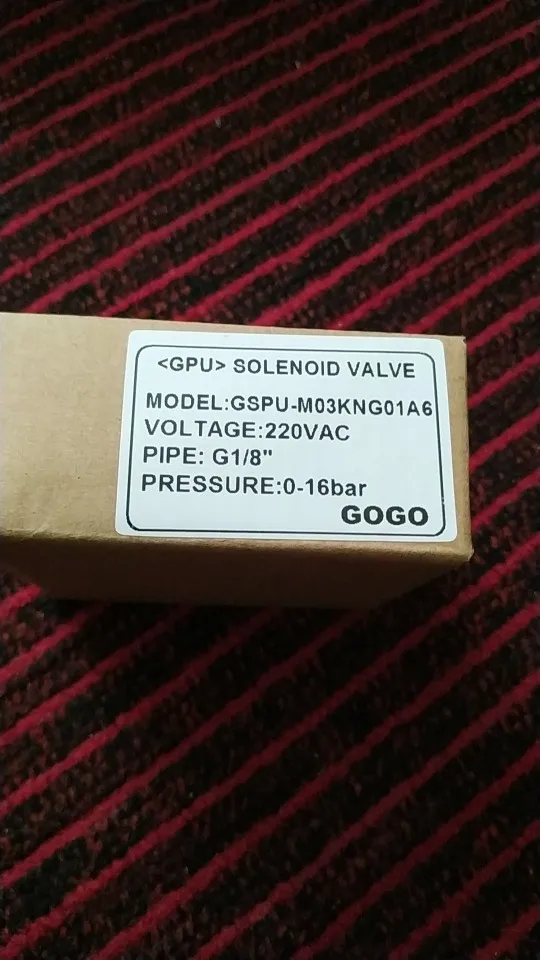 <GPU> SOLENOID VALVE
MODEL:GSPU-M03KNG01A6
VOLTAGE:220VAC
PIPE: G1/8"
PRESSURE:0-16bar
GOGO